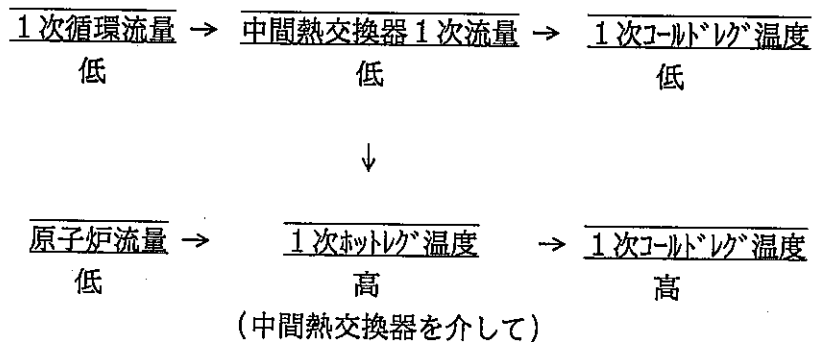 1次循環流量 → 中間熱交換器1次流量 → 1次コールドレグ温度
低 低 低
↓
原子炉流量 → 1次ホットレグ温度 → 1次コールドレグ温度
低 高 高
(中間熱交換器を介して)